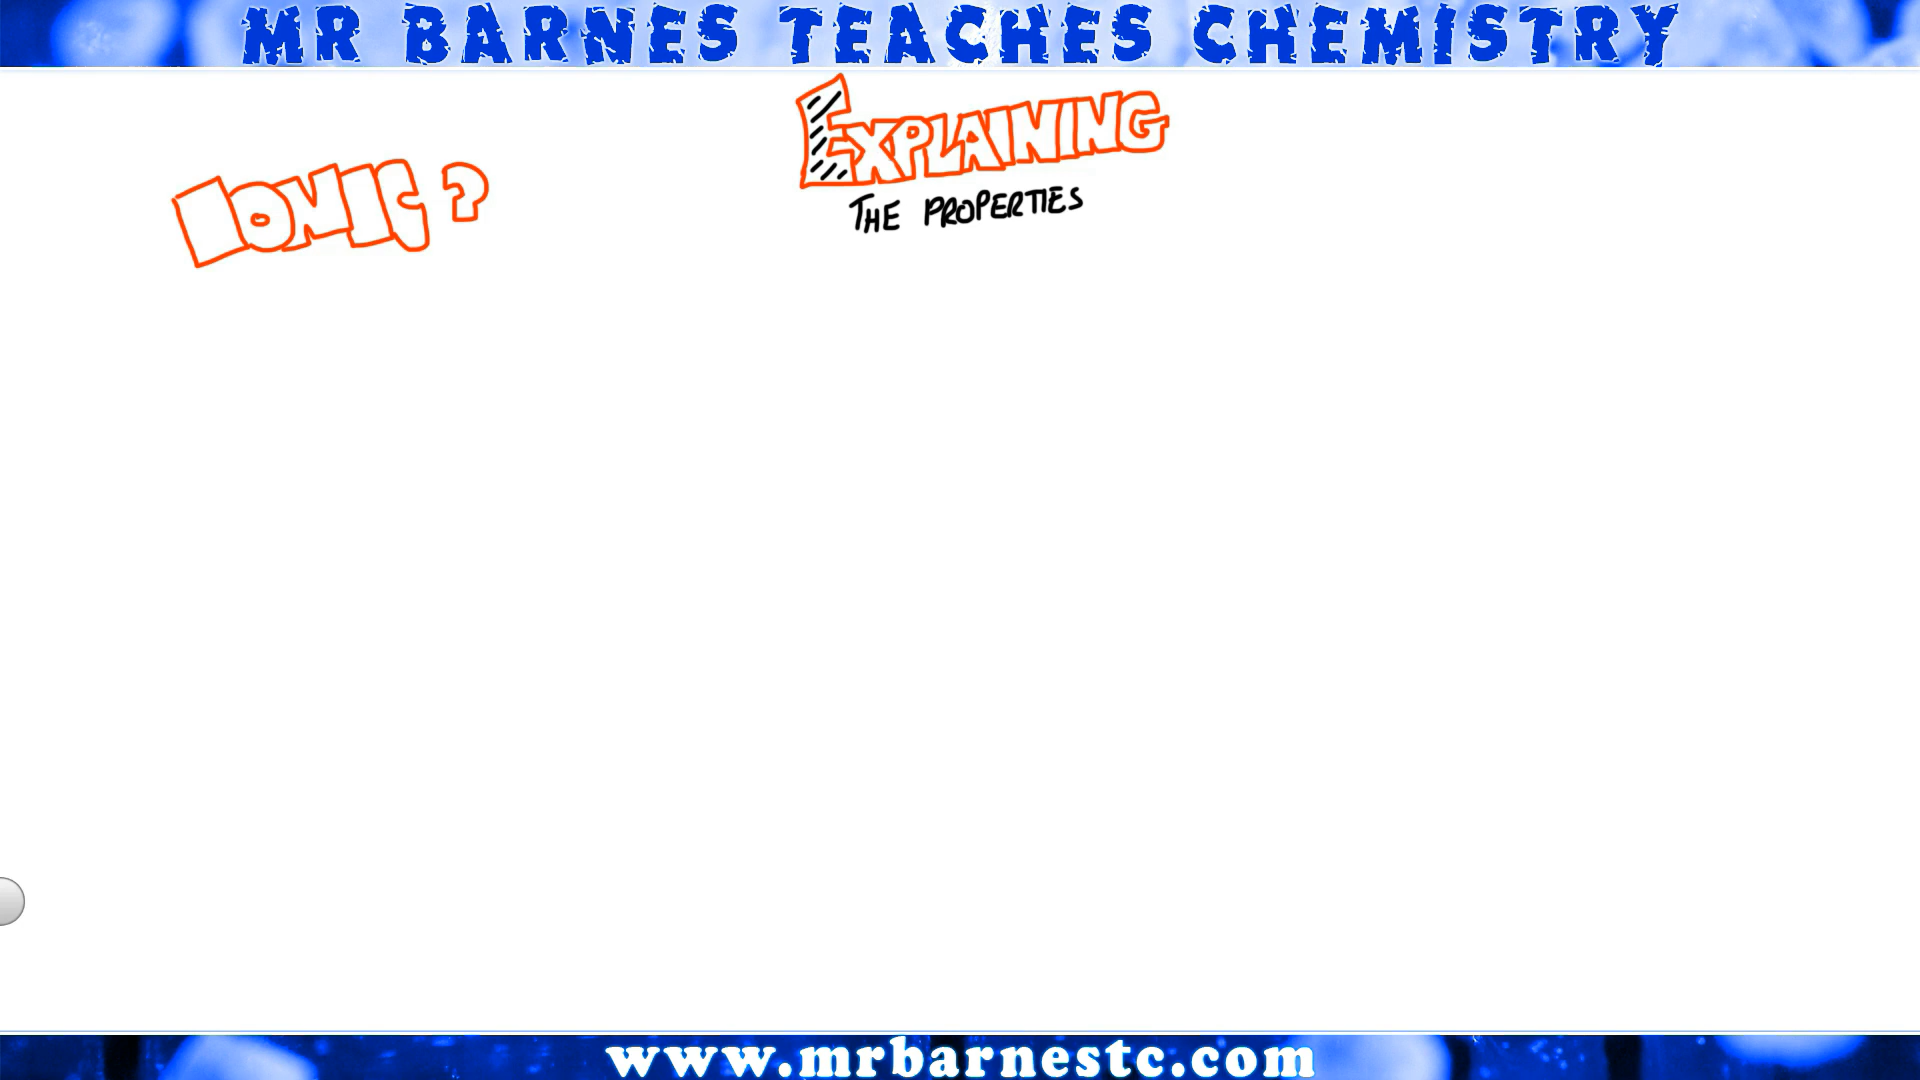 MR BARNES TEACHES CHEMISTRY
IONIC?
EXPLAINING
THE PROPERTIES
www.mrbarnestc.com